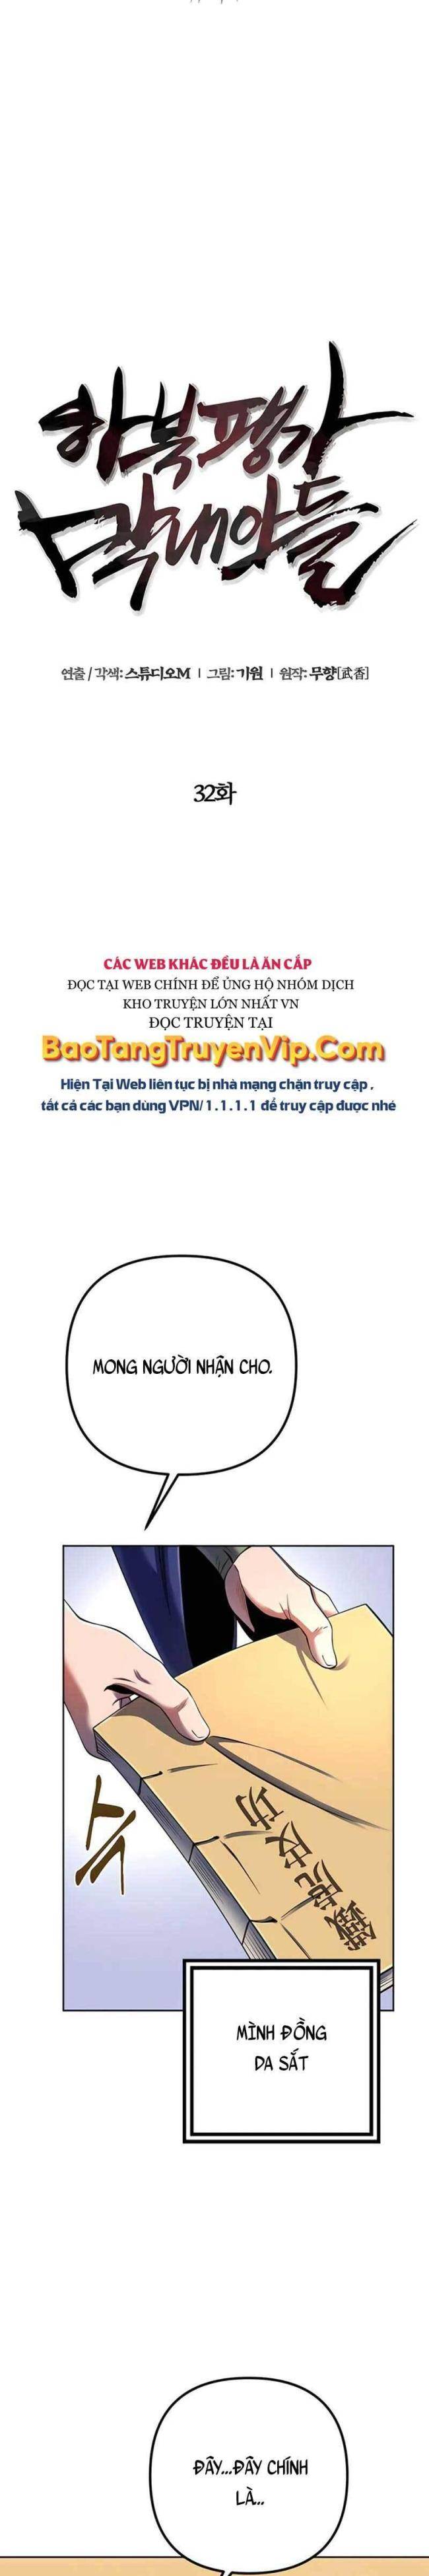 하북팽가
막내아들
연출 / 각색: 스튜디오M | 그림: 기원 | 원작: 무향[武香]
32화
CÁC WEB KHÁC ĐỀU LÀ ĂN CẮP
ĐỌC TẠI WEB CHÍNH ĐỂ ỦNG HỘ NHÓM DỊCH
KHO TRUYỆN LỚN NHẤT VN
ĐỌC TRUYỆN TẠI
BaoTangTruyenVip.Com
Hiện Tại Web liên tục bị nhà mạng chặn truy cập,
tất cả các bạn dùng VPN/1.1.1.1 để truy cập được nhé
MONG NGƯỜI NHẬN CHO.
스윽
皮功
MÌNH ĐỒNG
DA SẮT
ĐÂY...ĐÂY CHÍNH
LÀ...